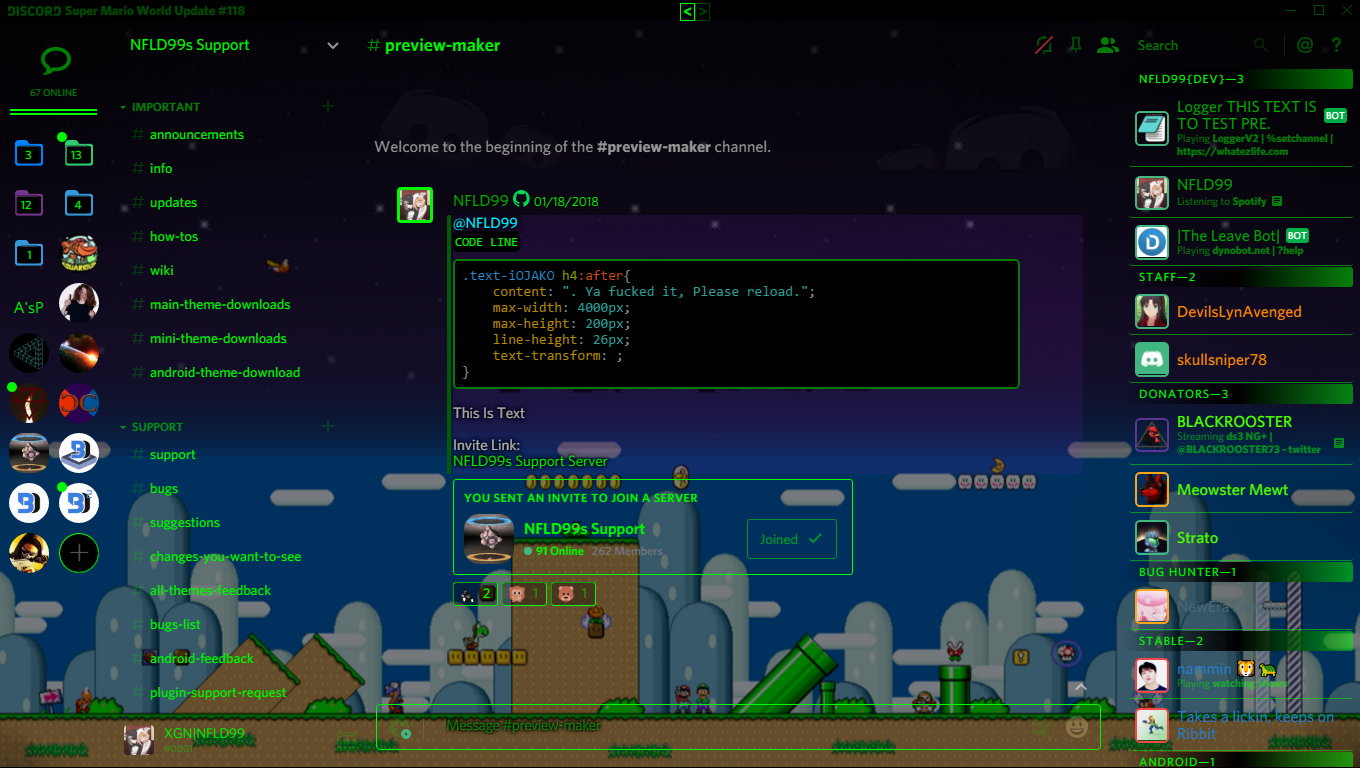 DISCORD Super Mario World Update #118
< >
67 ONLINE
3
13
12
4
1
AQUARIOUS
A'sP
NFLD99s Support
IMPORTANT
# announcements
# info
# updates
# how-tos
# wiki
# main-theme-downloads
# mini-theme-downloads
# android-theme-download
SUPPORT
# support
# bugs
# suggestions
# changes-you-want-to-see
# all-themes-feedback
# bugs-list
# android-feedback
# plugin-support-request
XGN|NFLD99
#0001
# preview-maker
Search
@ ?
Welcome to the beginning of the #preview-maker channel.
NFLD99 01/18/2018
@NFLD99
CODE LINE
.text-iOJAKO h4:after{
content: ". Ya fucked it, Please reload.";
max-width: 4000px;
max-height: 200px;
line-height: 26px;
text-transform: ;
}
This Is Text
Invite Link:
NFLD99s Support Server
YOU SENT AN INVITE TO JOIN A SERVER
NFLD99s Support
91 Online 262 Members
Joined
2
1
1
Message #preview-maker
NFLD99{DEV}—3
Logger THIS TEXT IS
TO TEST PRE. BOT
Playing LoggerV2 | %setchannel |
https://whatezlife.com
NFLD99
Listening to Spotify
|The Leave Bot| BOT
Playing dynobot.net | ?help
STAFF—2
DevilsLynAvenged
skullsniper78
DONATORS—3
BLACKROOSTER
Streaming ds3 NG+ |
@BLACKROOSTER73 - twitter
Meowster Mewt
Strato
BUG HUNTER—1
STABLE—2
nammin
Playing watching
Takes a lickin, keeps on
Ribbit
ANDROID—1